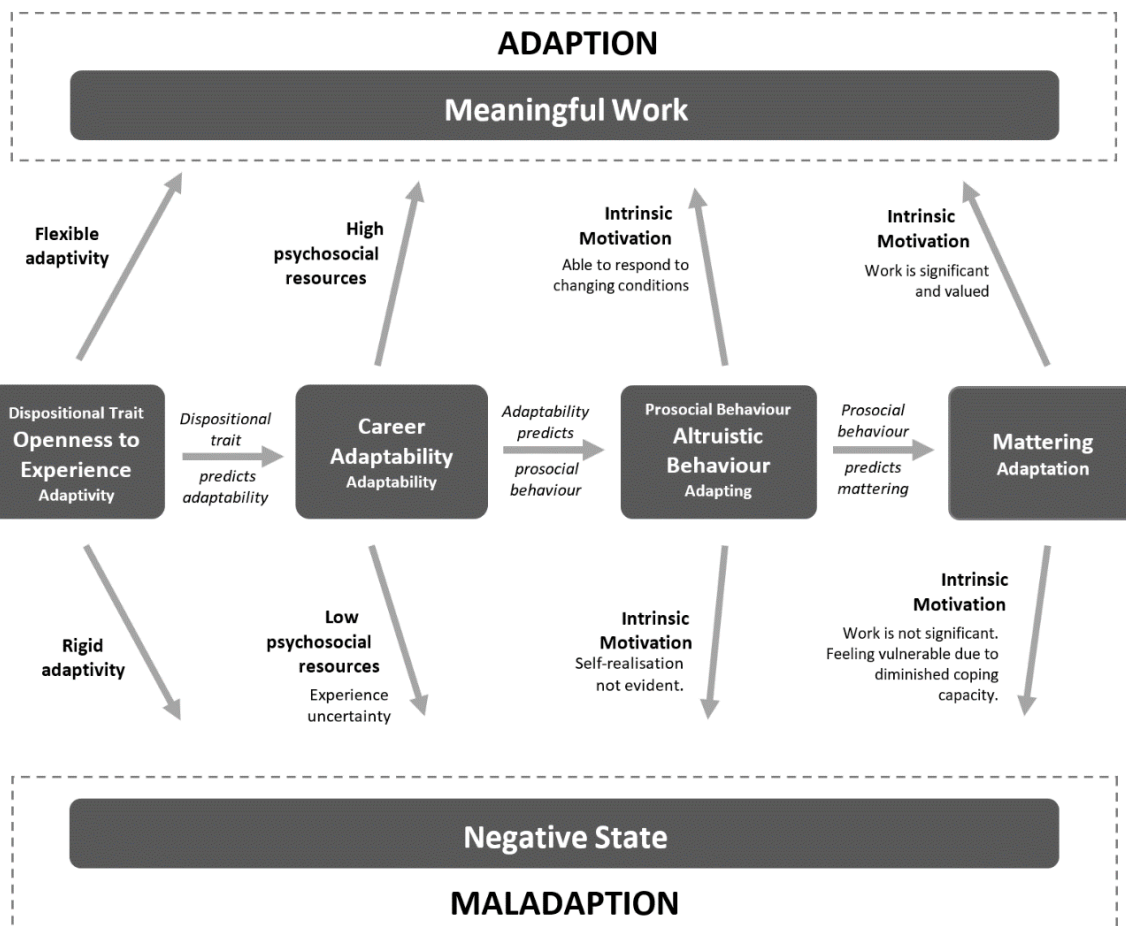 ADAPTION
Meaningful Work
Flexible
adaptivity
High
psychosocial
resources
Intrinsic
Motivation
Able to respond to
changing conditions
Intrinsic
Motivation
Work is significant
and valued
Dispositional Trait
Openness to
Experience
Adaptivity
Dispositional
trait
predicts
adaptability
Career
Adaptability
Adaptability
Adaptability
predicts
prosocial
behaviour
Prosocial Behaviour
Altruistic
Behaviour
Adapting
Prosocial
behaviour
predicts
mattering
Mattering
Adaptation
Rigid
adaptivity
Low
psychosocial
resources
Experience
uncertainty
Intrinsic
Motivation
Self-realisation
not evident.
Intrinsic
Motivation
Work is not significant.
Feeling vulnerable due to
diminished coping
capacity.
Negative State
MALADAPTION